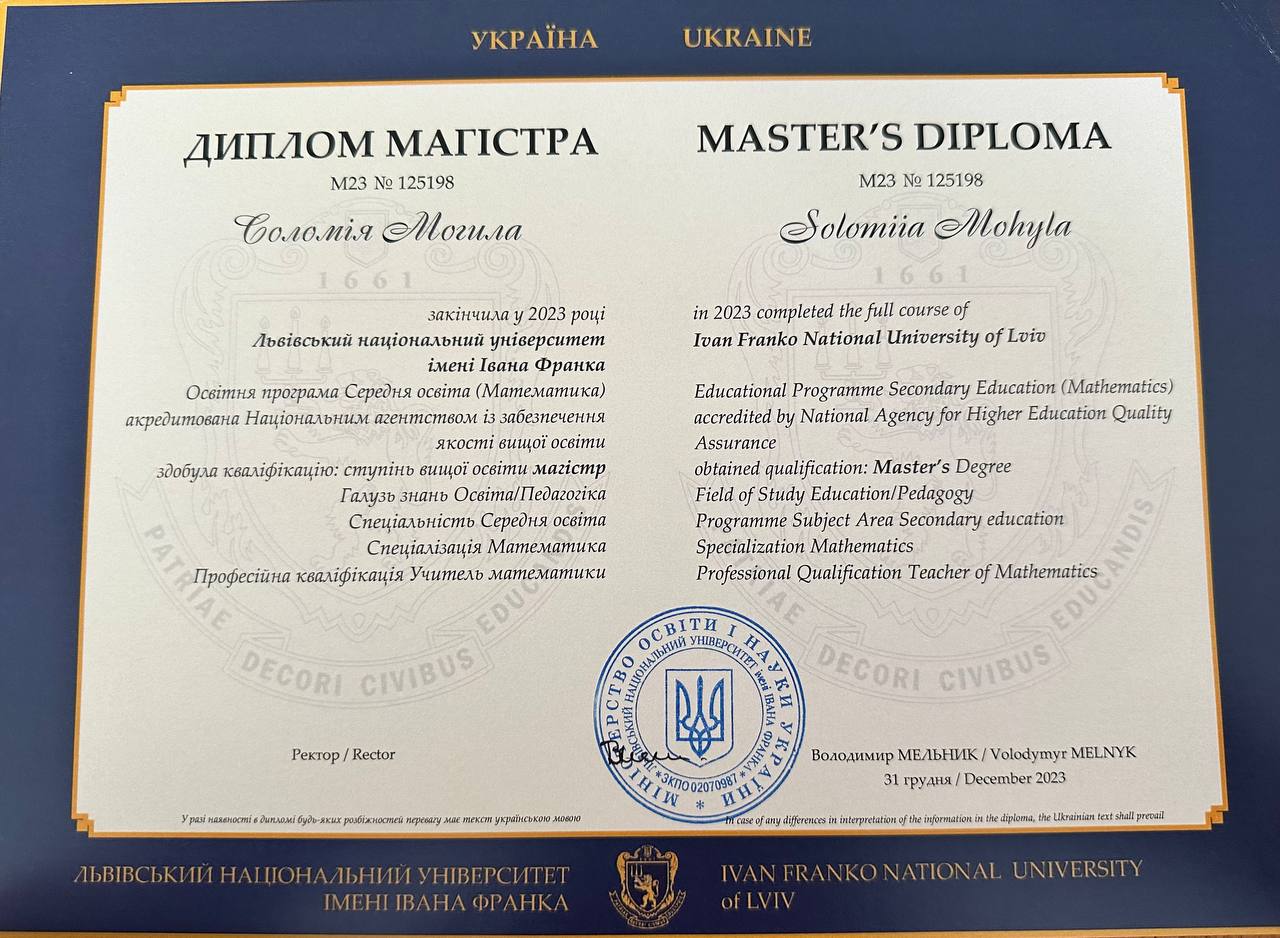 УКРАЇНА
UKRAINE
ДИПЛОМ МАГІСТРА
М23 № 125198
Соломія Могила
1661
закінчила у 2023 році
Львівський національний університет
імені Івана Франка
Освітня програма Середня освіта (Математика)
акредитована Національним агентством із забезпечення
якості вищої освіти
здобула кваліфікацію: ступінь вищої освіти магістр
Галузь знань Освіта/Педагогіка
Спеціальність Середня освіта
Спеціалізація Математика
Професійна кваліфікація Учитель математики
PATRIAE DECORI CIVIBUS EDUCANDIS
MASTER'S DIPLOMA
M23 № 125198
Solomiia Mohyla
1661
in 2023 completed the full course of
Ivan Franko National University of Lviv
Educational Programme Secondary Education (Mathematics)
accredited by National Agency for Higher Education Quality
Assurance
obtained qualification: Master's Degree
Field of Study Education/Pedagogy
Programme Subject Area Secondary education
Specialization Mathematics
Professional Qualification Teacher of Mathematics
PATRIAE DECORI CIVIBUS EDUCANDIS
МІНІСТЕРСТВО ОСВІТИ І НАУКИ УКРАЇНИ *
ЛЬВІВСЬКИЙ НАЦІОНАЛЬНИЙ УНІВЕРСИТЕТ імені ІВАНА ФРАНКА
* ЗКПО 02070987 *
Ректор / Rector
Володимир МЕЛЬНИК / Volodymyr MELNYK
31 грудня / December 2023
У разі наявності в дипломі будь-яких розбіжностей перевагу має текст українською мовою
In case of any differences in interpretation of the information in the diploma, the Ukrainian text shall prevail
ЛЬВІВСЬКИЙ НАЦІОНАЛЬНИЙ УНІВЕРСИТЕТ
ІМЕНІ ІВАНА ФРАНКА
IVAN FRANKO NATIONAL UNIVERSITY
of LVIV